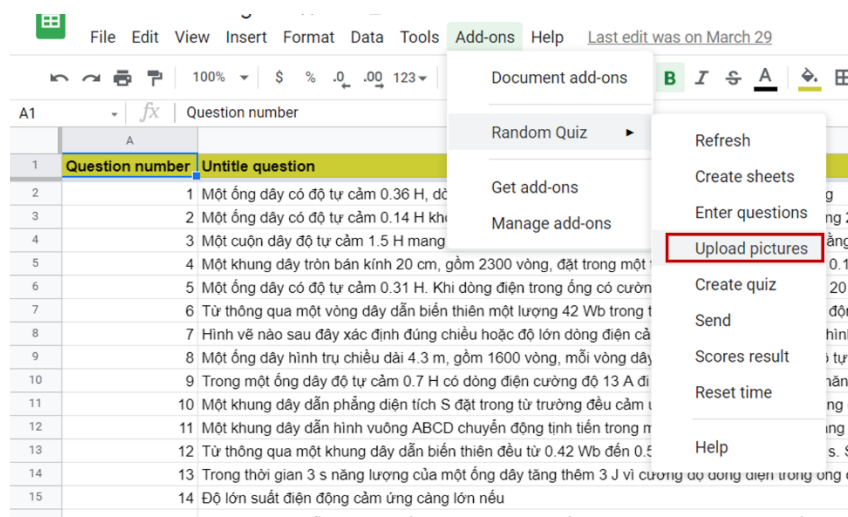 File Edit View Insert Format Data Tools Add-ons Help Last edit was on March 29
100% $ % .0 .00 123 B I S A
A1 fx Question number
A
1 Question number Untitle question
2 1 Một ống dây có độ tự cảm 0.36 H,
3 2 Một ống dây có độ tự cảm 0.14 H
4 3 Một cuộn dây độ tự cảm 1.5 H mang
5 4 Một khung dây tròn bán kính 20 cm, gồm 2300 vòng, đặt trong một
6 5 Một ống dây có độ tự cảm 0.31 H. Khi dòng điện trong ống có 20
7 6 Từ thông qua một vòng dây dẫn biến thiên một lượng 42 Wb trong
8 7 Hình vẽ nào sau đây xác định đúng chiều hoặc độ lớn dòng điện
9 8 Một ống dây hình trụ chiều dài 4.3 m, gồm 1600 vòng, mỗi vòng dây
10 9 Trong một ống dây độ tự cảm 0.7 H có dòng điện cường độ 13 A đi
11 10 Một khung dây dẫn phẳng diện tích S đặt trong từ trường đều cảm
12 11 Một khung dây dẫn hình vuông ABCD chuyển động tịnh tiến trong
13 12 Từ thông qua một khung dây dẫn biến thiên đều từ 0.42 Wb đến s.
14 13 Trong thời gian 3 s năng lượng của một ống dây tăng thêm 3 J vì cường độ dòng điện trong ống
15 14 Độ lớn suất điện động cảm ứng càng lớn nếu
Document add-ons
Random Quiz
Get add-ons
Manage add-ons
Refresh
Create sheets
Enter questions
Upload pictures
Create quiz
Send
Scores result
Reset time
Help